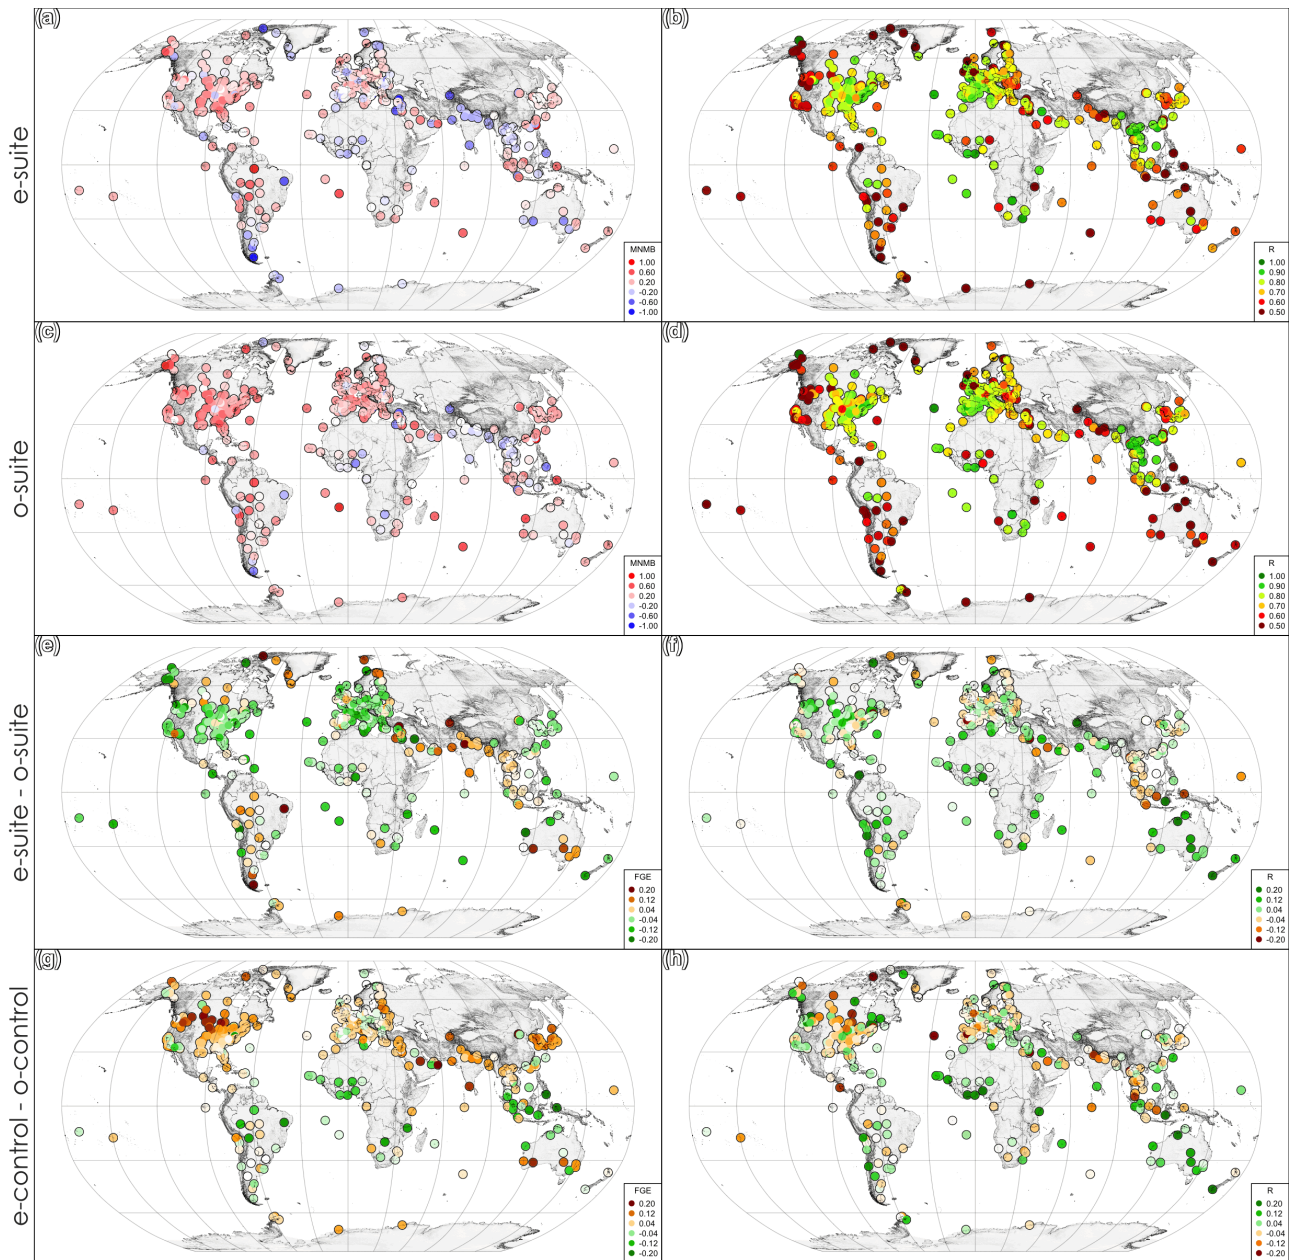 (a)
(b)
e-suite
MNMB
1.00
0.60
0.20
-0.20
-0.60
-1.00
R
1.00
0.90
0.80
0.70
0.60
0.50
(c)
(d)
o-suite
MNMB
1.00
0.60
0.20
-0.20
-0.60
-1.00
R
1.00
0.90
0.80
0.70
0.60
0.50
(e)
(f)
e-suite - o-suite
FGE
0.20
0.12
0.04
-0.04
-0.12
-0.20
R
0.20
0.12
0.04
-0.04
-0.12
-0.20
(g)
(h)
e-control - o-control
FGE
0.20
0.12
0.04
-0.04
-0.12
-0.20
R
0.20
0.12
0.04
-0.04
-0.12
-0.20